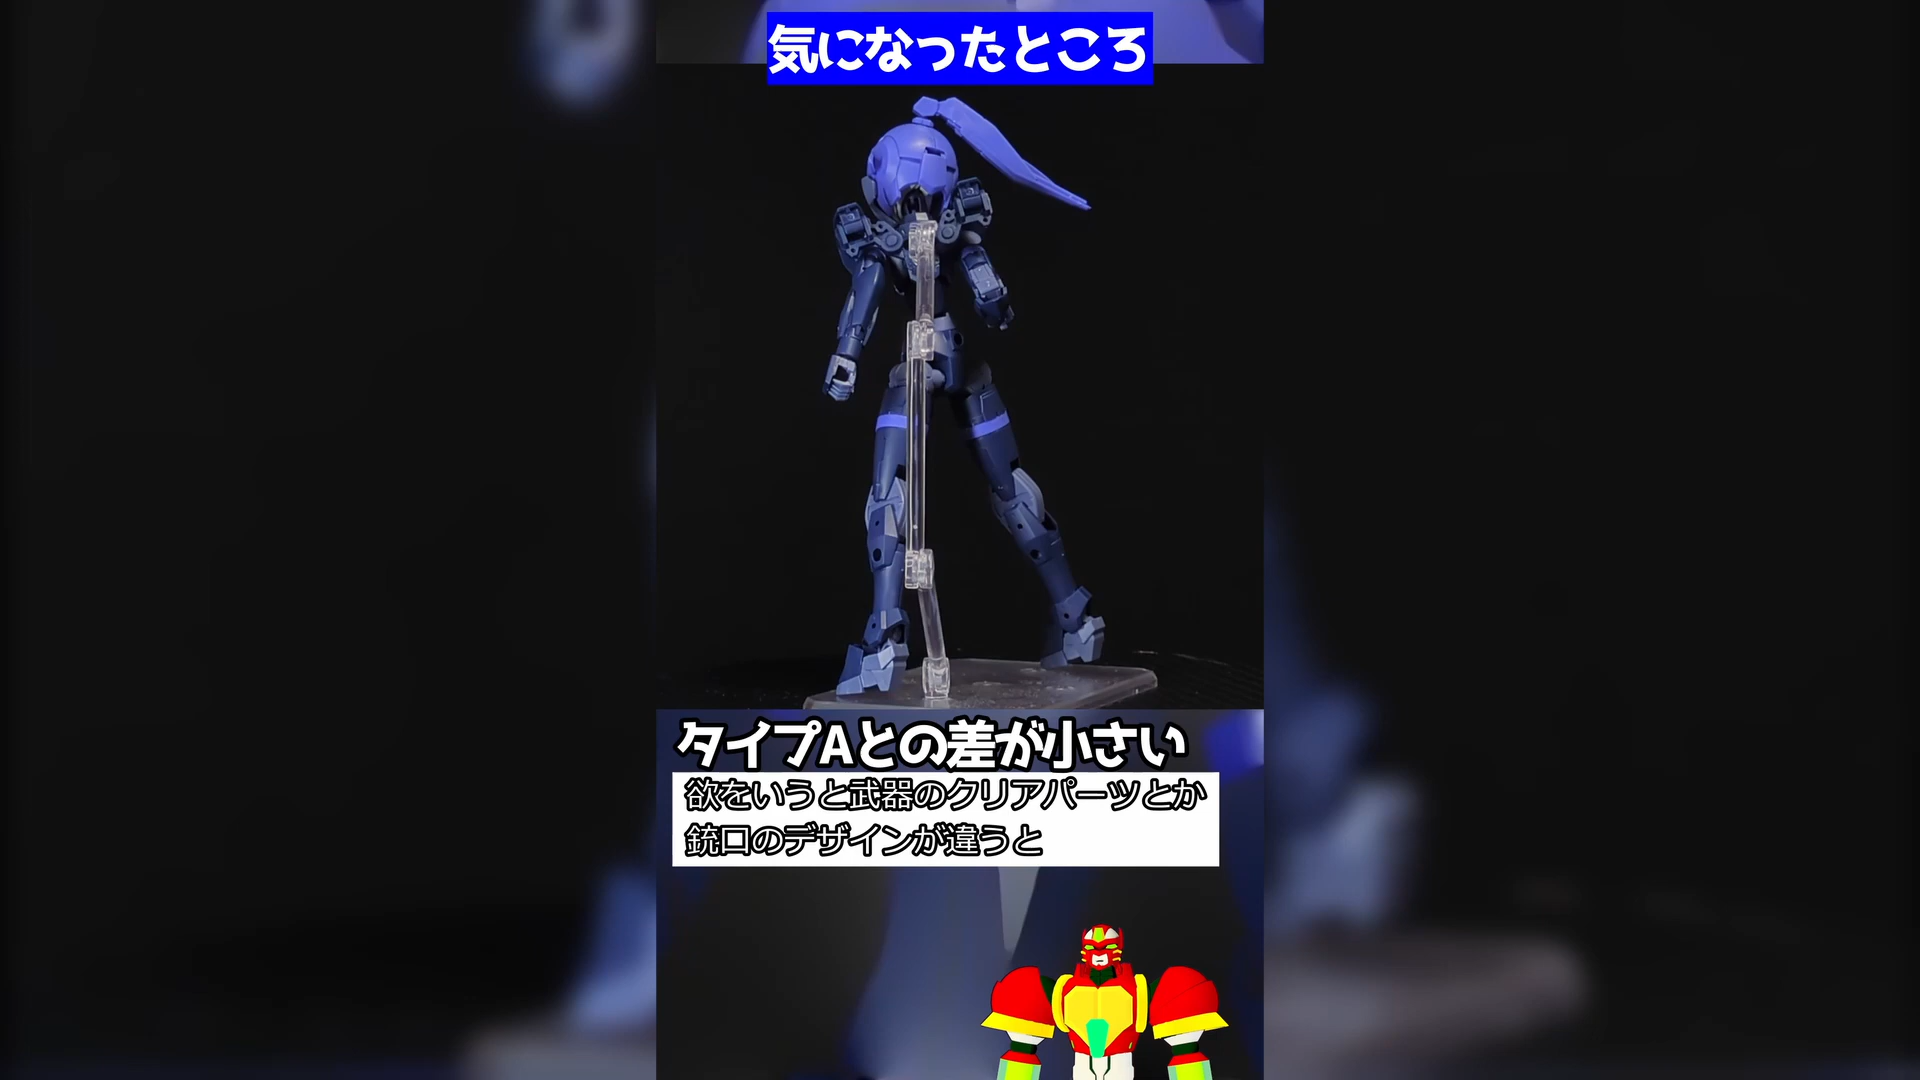 気になったところ
タイプAとの差が小さい
欲をいうと武器のクリアパーツとか
銃口のデザインが違うと